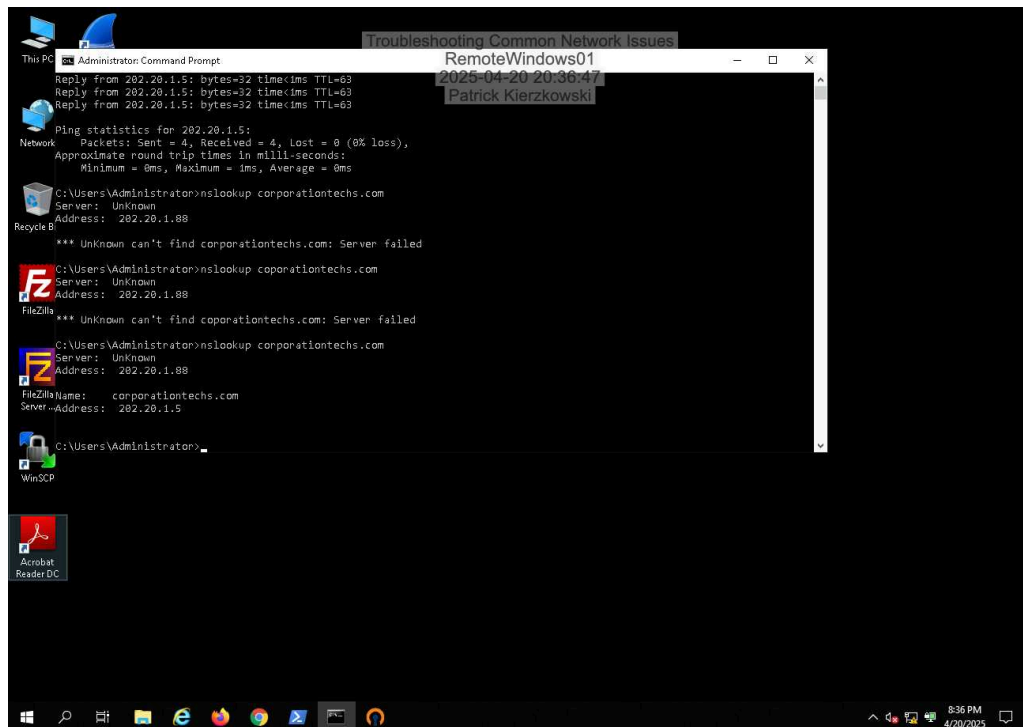 Troubleshooting Common Network Issues
RemoteWindows01
2025-04-20 20:36:47
Patrick Kierzkowski
This PC
Network
Recycle B
FileZilla
FileZilla
Server ...
WinSCP
Acrobat
Reader DC
Administrator: Command Prompt
Reply from 202.20.1.5: bytes=32 time<1ms TTL=63
Reply from 202.20.1.5: bytes=32 time<1ms TTL=63
Reply from 202.20.1.5: bytes=32 time<1ms TTL=63
Ping statistics for 202.20.1.5:
Packets: Sent = 4, Received = 4, Lost = 0 (0% loss),
Approximate round trip times in milli-seconds:
Minimum = 0ms, Maximum = 1ms, Average = 0ms
C:\Users\Administrator>nslookup corporationtechs.com
Server: UnKnown
Address: 202.20.1.88
*** UnKnown can't find corporationtechs.com: Server failed
C:\Users\Administrator>nslookup coporationtechs.com
Server: UnKnown
Address: 202.20.1.88
*** UnKnown can't find coporationtechs.com: Server failed
C:\Users\Administrator>nslookup corporationtechs.com
Server: UnKnown
Address: 202.20.1.88
Name: corporationtechs.com
Address: 202.20.1.5
C:\Users\Administrator>
8:36 PM
4/20/2025